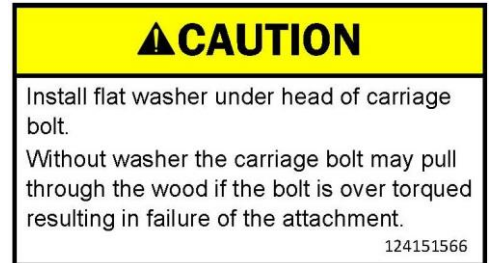 CAUTION
Install flat washer under head of carriage
bolt.
Without washer the carriage bolt may pull
through the wood if the bolt is over torqued
resulting in failure of the attachment.
124151566